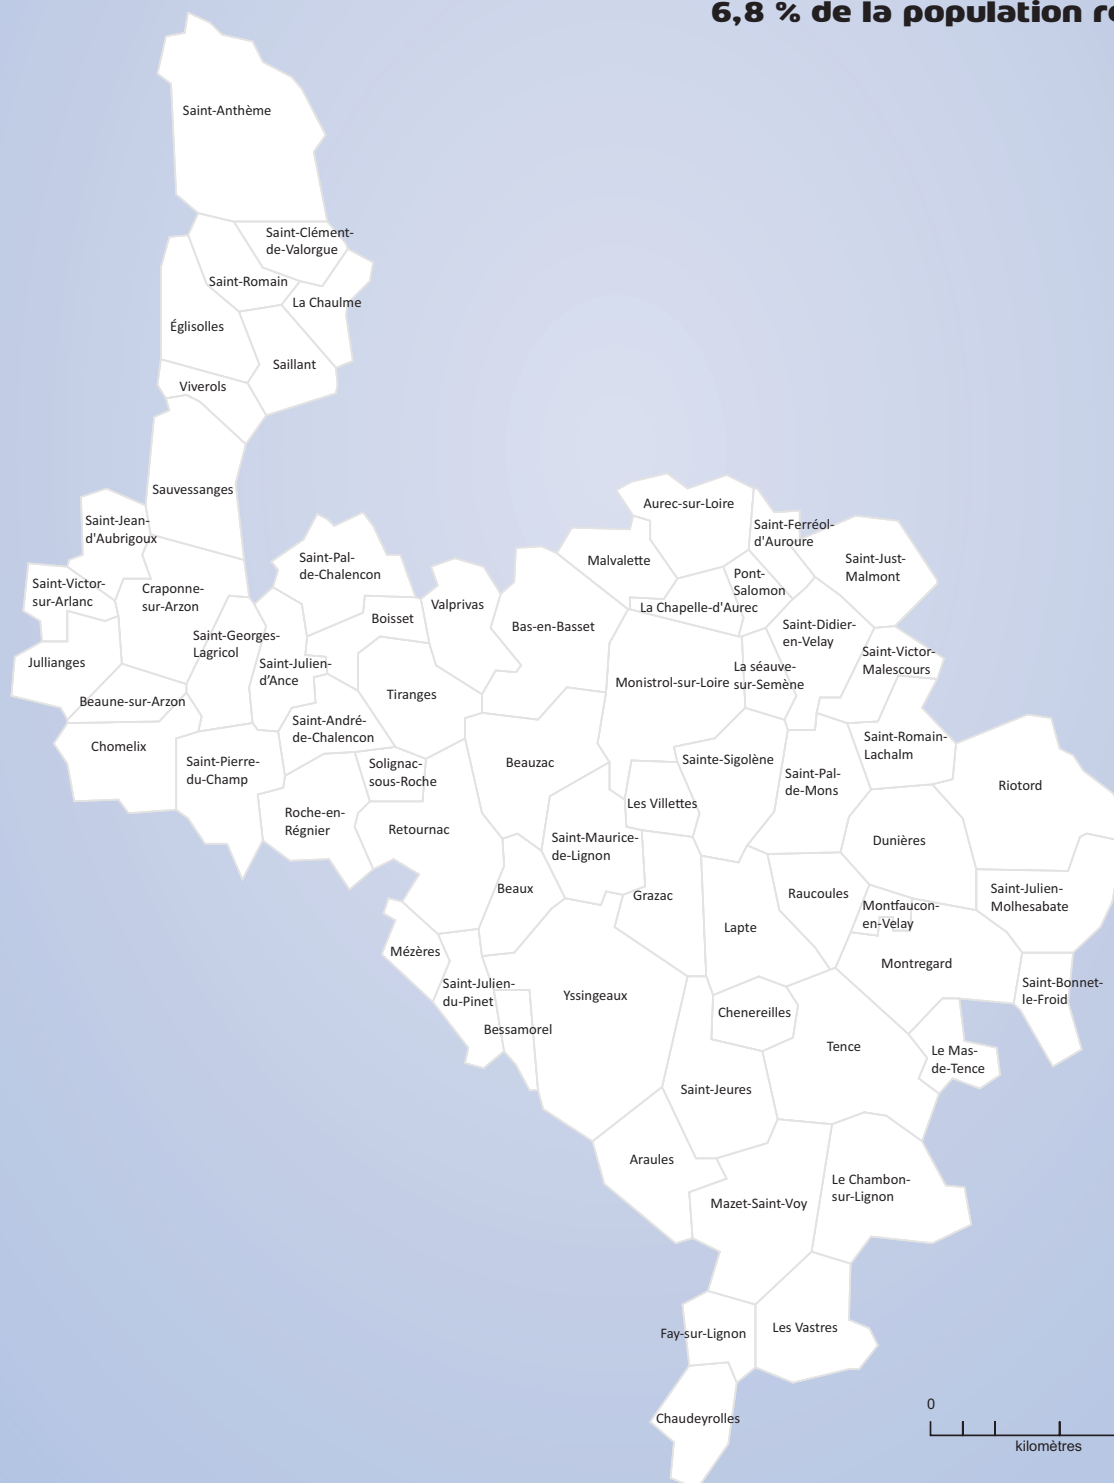 6,8 % de la population re
Saint-Anthème
Saint-Clément-
de-Valorgue
Saint-Romain
La Chaulme
Églisolles
Saillant
Viverols
Sauvessanges
Saint-Jean-
d'Aubrigoux
Saint-Victor-
sur-Arlanc
Craponne-
sur-Arzon
Saint-Georges-
Lagricol
Jullianges
Beaune-sur-Arzon
Chomelix
Saint-Pierre-
du-Champ
Saint-Julien-
d'Ance
Saint-André-
de-Chalencon
Saint-Pal-
de-Chalencon
Boisset
Valprivas
Tiranges
Solignac-
sous-Roche
Roche-en-
Régnier
Retournac
Bas-en-Basset
Beauzac
Malvalette
Aurec-sur-Loire
Saint-Ferréol-
d'Auroure
Saint-Just-
Malmont
Pont-
Salomon
La Chapelle-d'Aurec
Saint-Didier-
en-Velay
Saint-Victor-
Malescours
La séauve-
sur-Semène
Monistrol-sur-Loire
Sainte-Sigolène
Saint-Romain-
Lachalm
Saint-Pal-
de-Mons
Riotord
Les Villettes
Saint-Maurice-
de-Lignon
Dunières
Beaux
Grazac
Lapte
Raucoules
Montfaucon-
en-Velay
Saint-Julien-
Molhesabate
Montregard
Saint-Bonnet-
le-Froid
Mézères
Saint-Julien-
du-Pinet
Bessamorel
Yssingeaux
Chenereilles
Tence
Le Mas-
de-Tence
Saint-Jeures
Araules
Mazet-Saint-Voy
Le Chambon-
sur-Lignon
Fay-sur-Lignon
Les Vastres
Chaudeyrolles
0
kilomètres